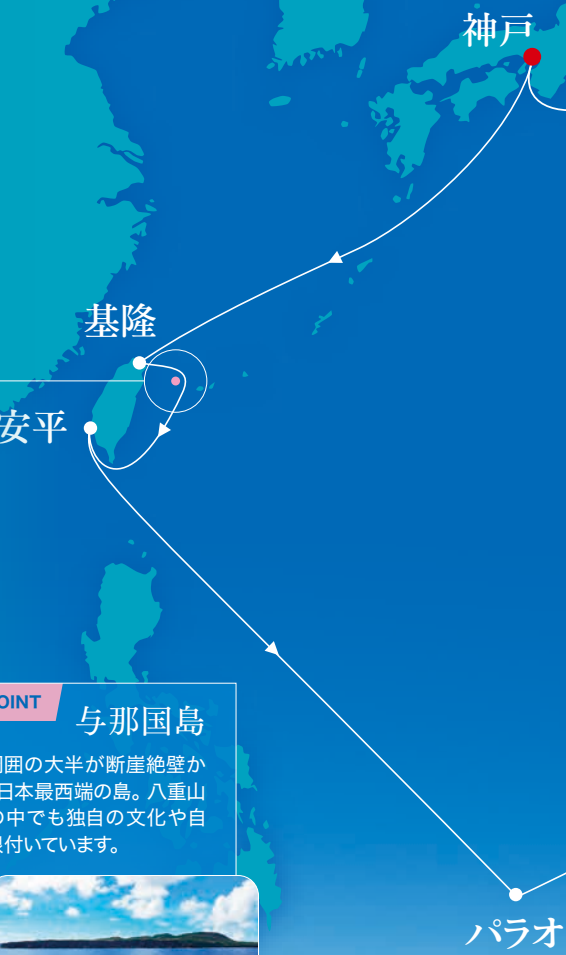 神戸
基隆
安平
OINT
与那国島
囲の大半が断崖絶壁か
日本最西端の島。八重山
の中でも独自の文化や自
付いています。
パラオ